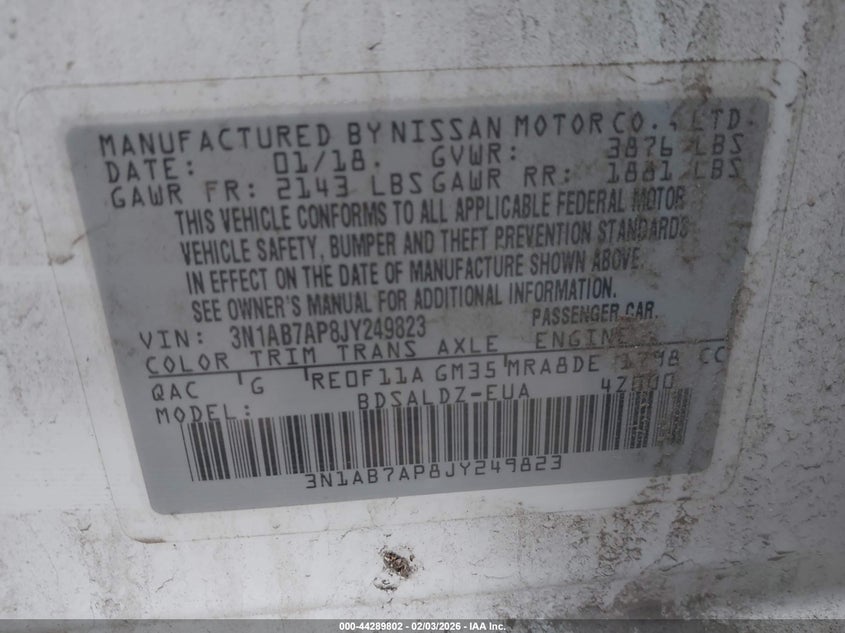 MANUFACTURED BY NISSAN MOTOR CO., LTD.
DATE: 01/18. GVWR: 3876 LBS
GAWR FR: 2143 LBS GAWR RR: 1881 LBS
THIS VEHICLE CONFORMS TO ALL APPLICABLE FEDERAL MOTOR
VEHICLE SAFETY, BUMPER AND THEFT PREVENTION STANDARDS
IN EFFECT ON THE DATE OF MANUFACTURE SHOWN ABOVE.
SEE OWNER'S MANUAL FOR ADDITIONAL INFORMATION.
VIN: 3N1AB7AP8JY249823 PASSENGER CAR.
COLOR TRIM TRANS AXLE ENGINE
QAC G RE0F11A GM35 MRA8DE 1798 CC
MODEL: BDSALDZ-EUA
3N1AB7AP8JY249823
000-44289802 - 02/03/2026 - IAA Inc.